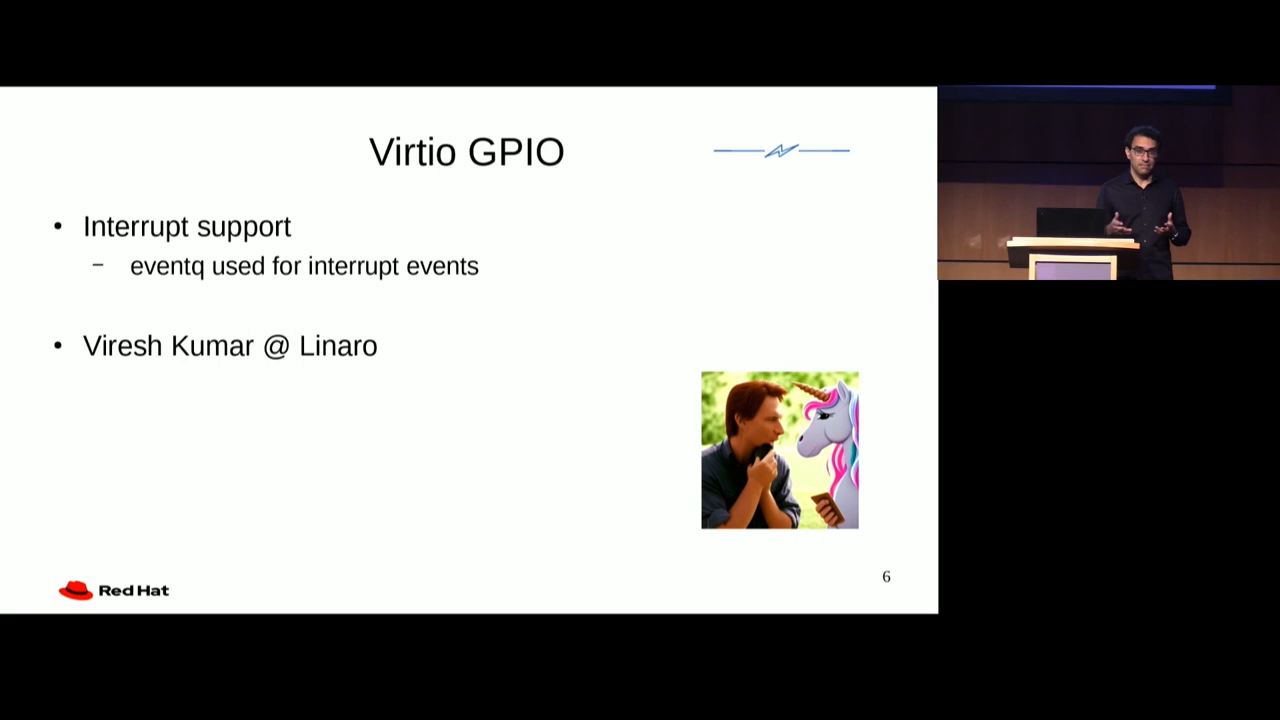 Virtio GPIO
• Interrupt support
– eventq used for interrupt events
• Viresh Kumar @ Linaro
Red Hat
6